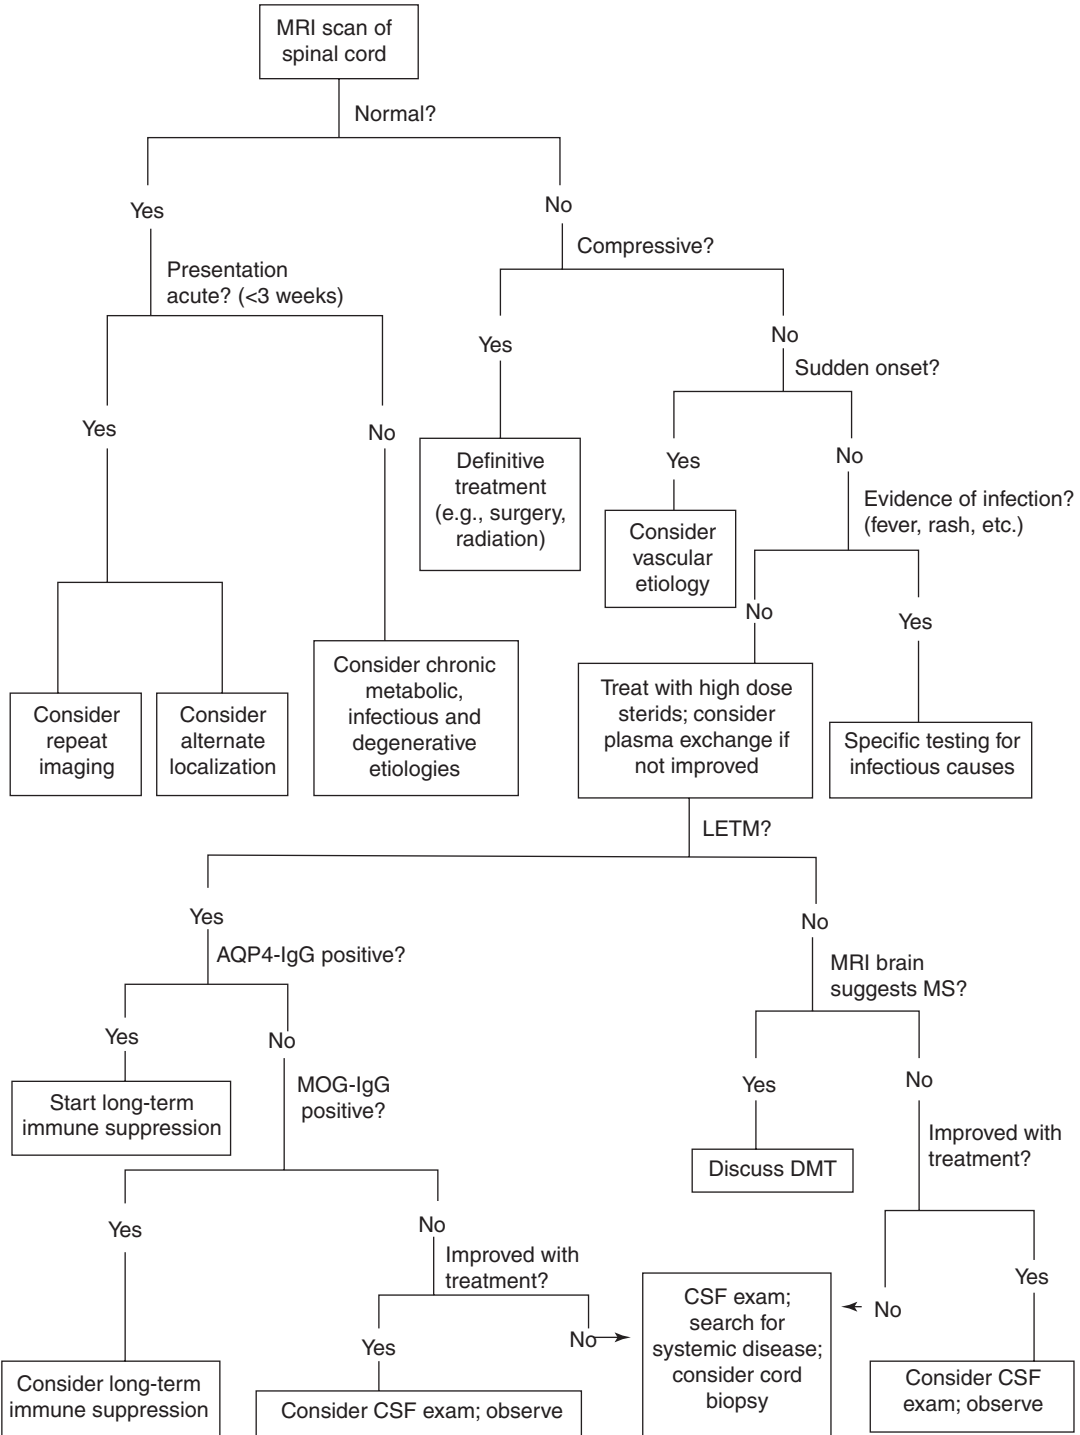 MRI scan of
spinal cord
Normal?
Yes
No
Presentation
acute? (<3 weeks)
Compressive?
Yes
No
Yes
No
Sudden onset?
Definitive
treatment
(e.g., surgery,
radiation)
Yes
No
Consider
vascular
etiology
Evidence of infection?
(fever, rash, etc.)
No
Yes
Consider
repeat
imaging
Consider
alternate
localization
Consider chronic
metabolic,
infectious and
degenerative
etiologies
Treat with high dose
sterids; consider
plasma exchange if
not improved
Specific testing for
infectious causes
LETM?
Yes
No
AQP4-IgG positive?
MRI brain
suggests MS?
Yes
No
Start long-term
immune suppression
MOG-IgG
positive?
Yes
No
Discuss DMT
Improved with
treatment?
Yes
No
Improved with
treatment?
Yes
No
CSF exam;
search for
systemic disease;
consider cord
biopsy
No
Yes
Consider long-term
immune suppression
Consider CSF exam; observe
Consider CSF
exam; observe